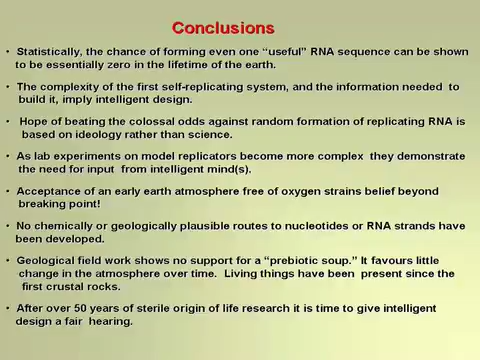 Conclusions
• Statistically, the chance of forming even one “useful” RNA sequence can be shown
to be essentially zero in the lifetime of the earth.
• The complexity of the first self-replicating system, and the information needed to
build it, imply intelligent design.
• Hope of beating the colossal odds against random formation of replicating RNA is
based on ideology rather than science.
• As lab experiments on model replicators become more complex they demonstrate
the need for input from intelligent mind(s).
• Acceptance of an early earth atmosphere free of oxygen strains belief beyond
breaking point!
• No chemically or geologically plausible routes to nucleotides or RNA strands have
been developed.
• Geological field work shows no support for a “prebiotic soup.” It favours little
change in the atmosphere over time. Living things have been present since the
first crustal rocks.
• After over 50 years of sterile origin of life research it is time to give intelligent
design a fair hearing.